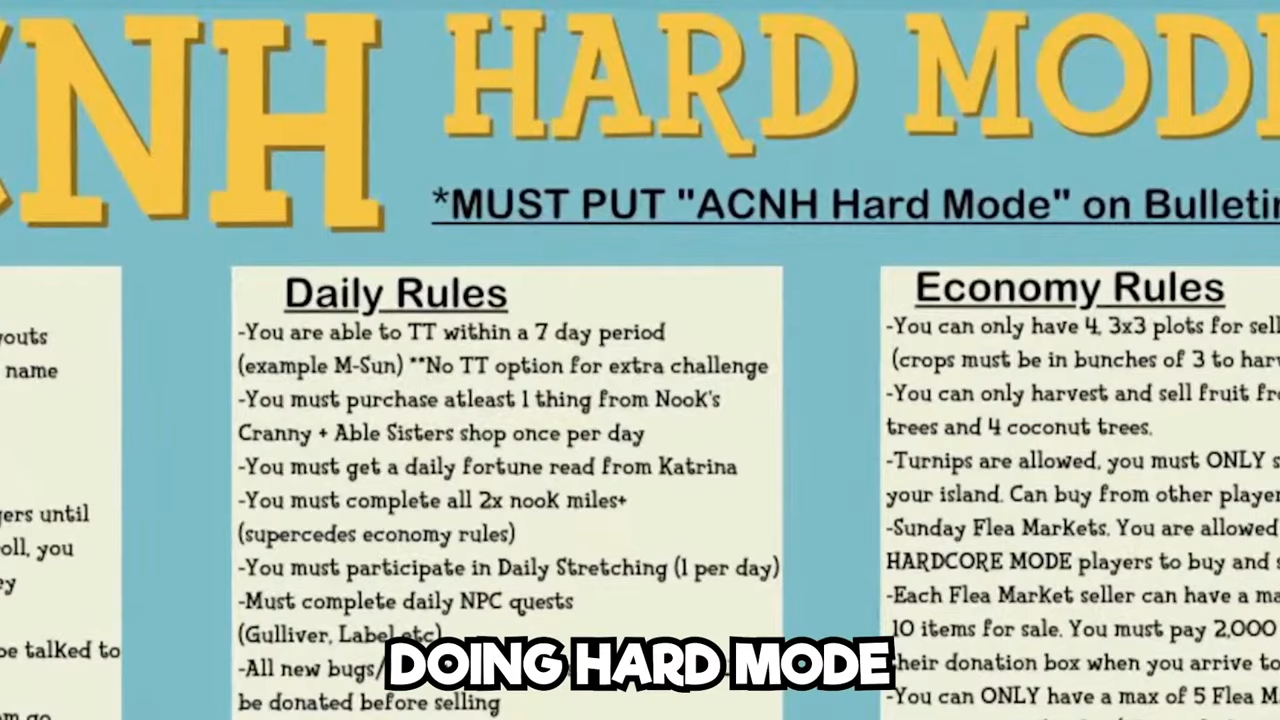 NH HARD MODE
*MUST PUT "ACNH Hard Mode" on Bulletin
outs
name
gers until
oll, you
ey
be talked to
Daily Rules
-You are able to TT within a 7 day period
(example M-Sun) **No TT option for extra challenge
-You must purchase atleast 1 thing from Nook's
Cranny + Able Sisters shop once per day
-You must get a daily fortune read from Katrina
-You must complete all 2x nook miles+
(supercedes economy rules)
-You must participate in Daily Stretching (1 per day)
-Must complete daily NPC quests
(Gulliver, Label,etc)
-All new bugs/
be donated before selling
Economy Rules
-You can only have 4, 3x3 plots for sell
(crops must be in bunches of 3 to har
-You can only harvest and sell fruit fr
trees and 4 coconut trees.
-Turnips are allowed, you must ONLY s
your island. Can buy from other player
-Sunday Flea Markets. You are allowed
HARDCORE MODE players to buy and s
-Each Flea Market seller can have a ma
10 items for sale. You must pay 2,000
their donation box when you arrive to
-You can ONLY have a max of 5 Flea M
DOING HARD MODE